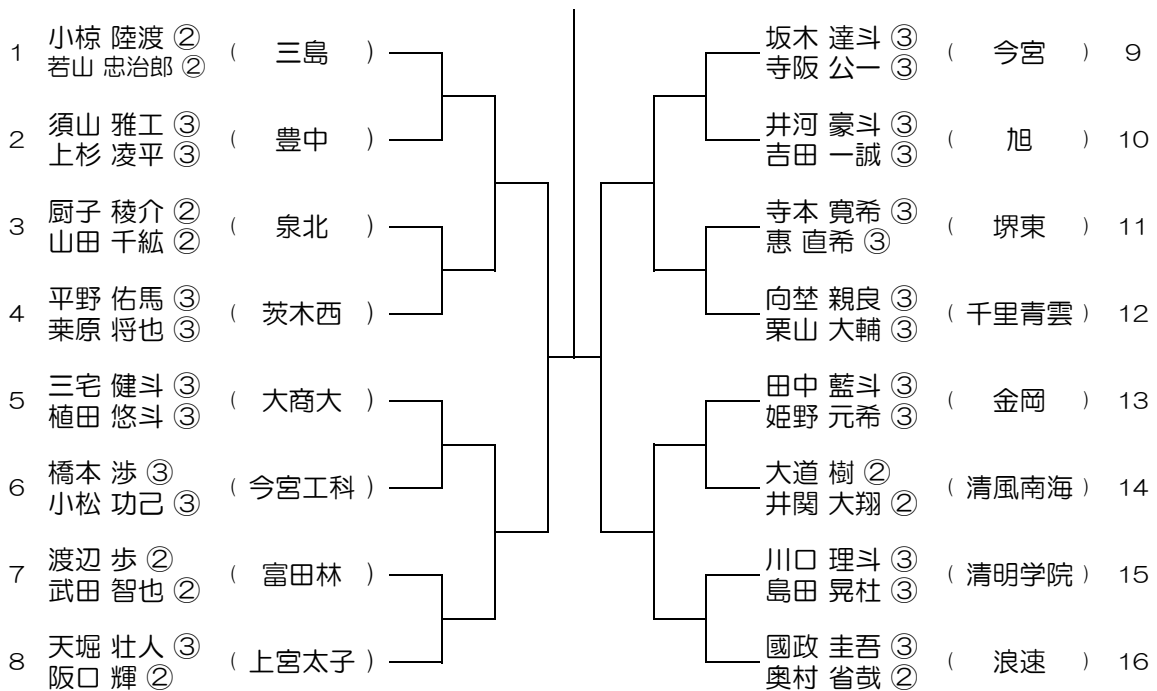 1 小椋 陸渡 ② ( 三島 )
若山 忠治郎 ②
2 須山 雅工 ③ ( 豊中 )
上杉 凌平 ③
3 厨子 稜介 ② ( 泉北 )
山田 千紘 ②
4 平野 佑馬 ③ ( 茨木西 )
桒原 将也 ③
5 三宅 健斗 ③ ( 大商大 )
植田 悠斗 ③
6 橋本 渉 ③ ( 今宮工科 )
小松 功己 ③
7 渡辺 歩 ② ( 富田林 )
武田 智也 ②
8 天堀 壮人 ③ ( 上宮太子 )
阪口 輝 ②
坂木 達斗 ③ ( 今宮 ) 9
寺阪 公一 ③
井河 豪斗 ③ ( 旭 ) 10
吉田 一誠 ③
寺本 寛希 ③ ( 堺東 ) 11
惠 直希 ③
向埜 親良 ③ ( 千里青雲 ) 12
栗山 大輔 ③
田中 藍斗 ③ ( 金岡 ) 13
姫野 元希 ③
大道 樹 ② ( 清風南海 ) 14
井関 大翔 ②
川口 理斗 ③ ( 清明学院 ) 15
島田 晃杜 ③
國政 圭吾 ③ ( 浪速 ) 16
奥村 省哉 ②